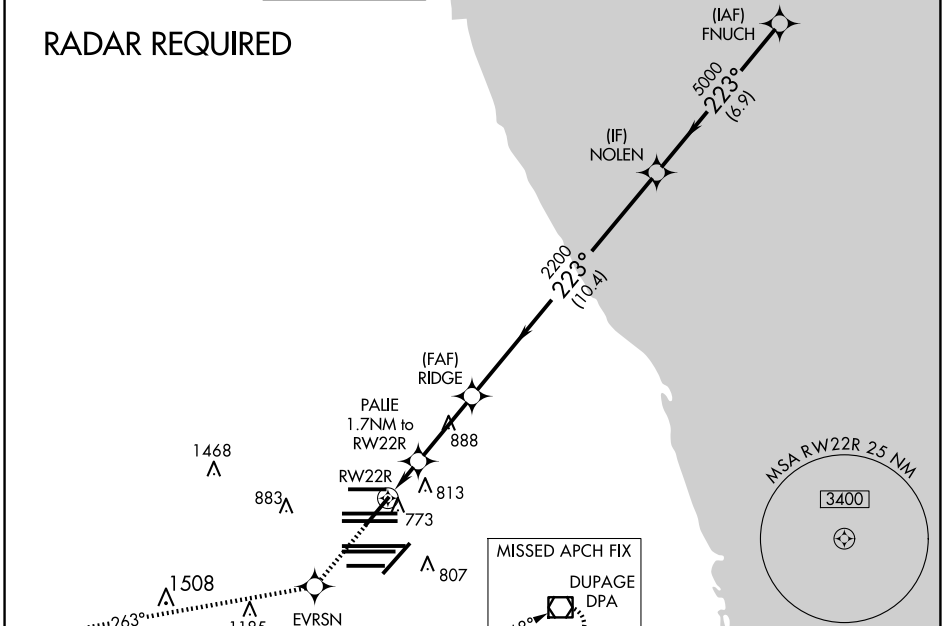 RADAR REQUIRED
(IAF)
FNUCH
5000
223°
(6.9)
(IF)
NOLEN
2200
223°
(10.4)
(FAF)
RIDGE
PALIE
1.7NM to
RW22R
888
1468
RW22R
813
883
773
MSA RW22R 25 NM
3400
807
MISSED APCH FIX
DUPAGE
DPA
1508
263°
EVRSN